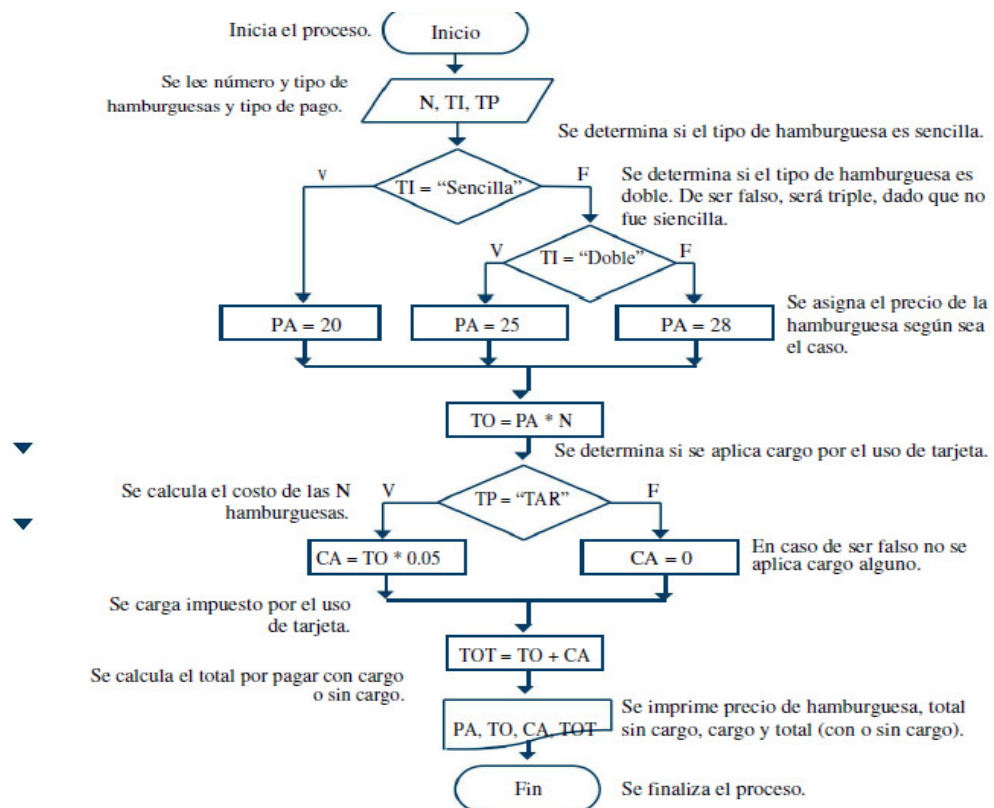 Inicia el proceso.
Inicio
Se lee número y tipo de
hamburguesas y tipo de pago.
N, TI, TP
Se determina si el tipo de hamburguesa es sencilla.
V
TI = “Sencilla”
F
Se determina si el tipo de hamburguesa es
doble. De ser falso, será triple, dado que no
fue siencilla.
V
TI = “Doble”
F
PA = 20
PA = 25
PA = 28
Se asigna el precio de la
hamburguesa según sea
el caso.
TO = PA * N
Se determina si se aplica cargo por el uso de tarjeta.
Se calcula el costo de las N
hamburguesas.
V
TP = “TAR”
F
CA = TO * 0.05
CA = 0
En caso de ser falso no se
aplica cargo alguno.
Se carga impuesto por el uso
de tarjeta.
TOT = TO + CA
Se calcula el total por pagar con cargo
o sin cargo.
PA, TO, CA, TOT
Se imprime precio de hamburguesa, total
sin cargo, cargo y total (con o sin cargo).
Fin
Se finaliza el proceso.